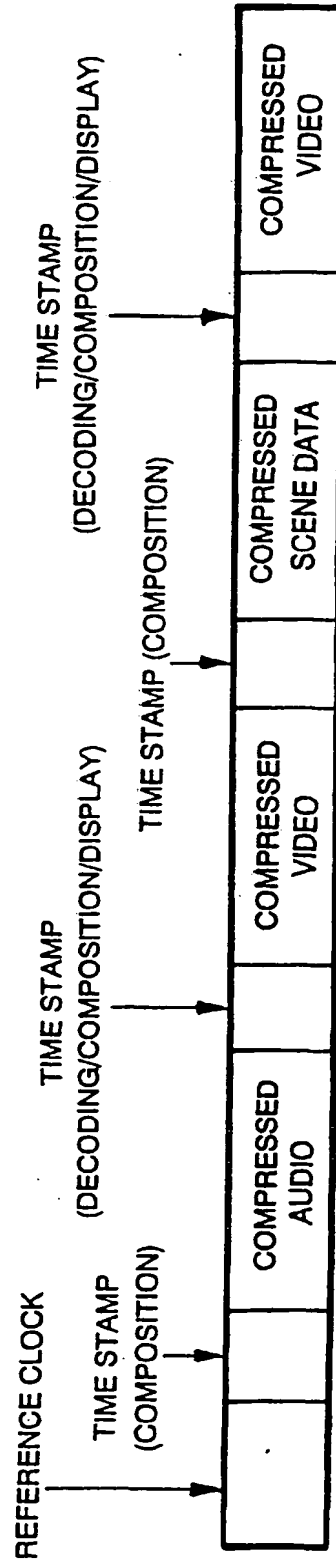 REFERENCE CLOCK
TIME STAMP
(COMPOSITION)
TIME STAMP
(DECODING/COMPOSITION/DISPLAY)
TIME STAMP (COMPOSITION)
TIME STAMP
(DECODING/COMPOSITION/DISPLAY)
COMPRESSED
AUDIO
COMPRESSED
VIDEO
COMPRESSED
SCENE DATA
COMPRESSED
VIDEO